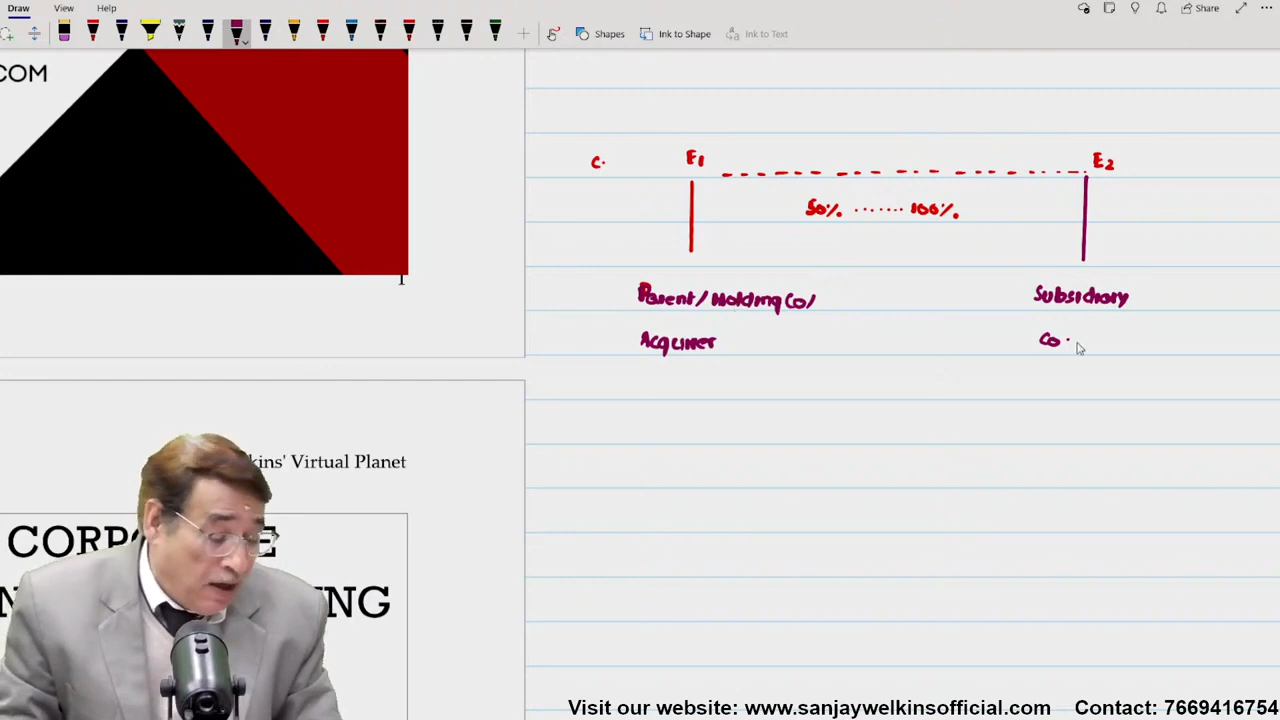 Draw View Help Share
Shapes Ink to Shape Ink to Text
COM
C. E1 E2
50% ....... 100%
Parent/Holding Co/ Subsidiary
Acquirer Co.
kins' Virtual Planet
CORPO E
N NG
Visit our website: www.sanjaywelkinsofficial.com Contact: 7669416754